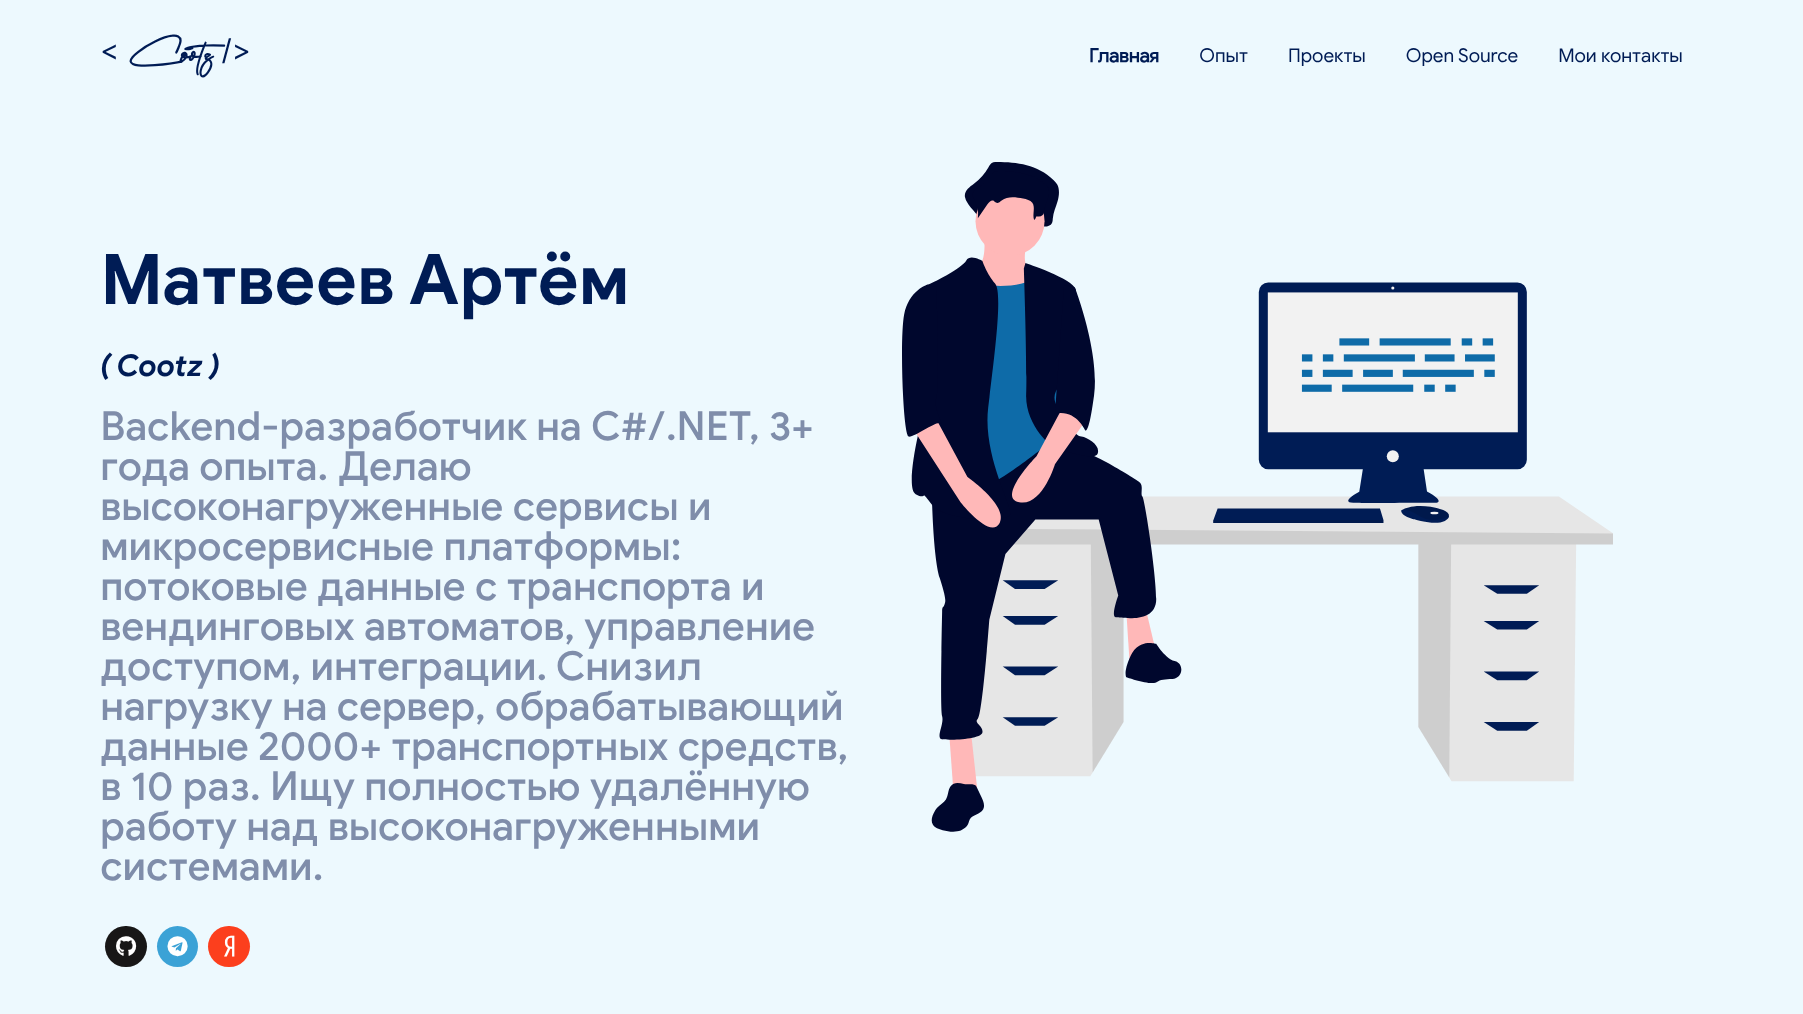 < Cootz />
Главная Опыт Проекты Open Source Мои контакты
Матвеев Артём
( Cootz )
Backend-разработчик на C#/.NET, 3+
года опыта. Делаю
высоконагруженные сервисы и
микросервисные платформы:
потоковые данные с транспорта и
вендинговых автоматов, управление
доступом, интеграции. Снизил
нагрузку на сервер, обрабатывающий
данные 2000+ транспортных средств,
в 10 раз. Ищу полностью удалённую
работу над высоконагруженными
системами.
Я